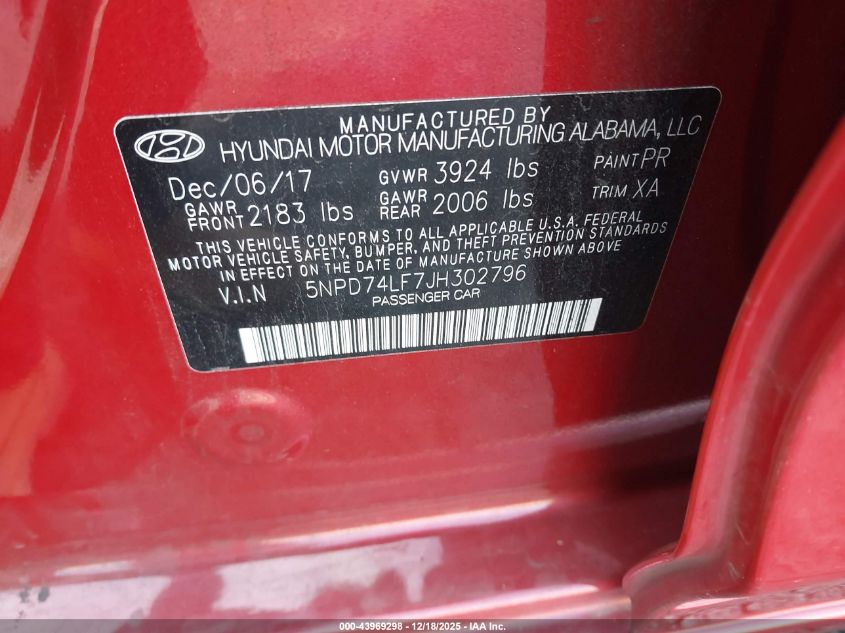 MANUFACTURED BY
HYUNDAI MOTOR MANUFACTURING ALABAMA, LLC
Dec/06/17 GVWR 3924 lbs PAINT PR
GAWR FRONT 2183 lbs GAWR REAR 2006 lbs TRIM XA
THIS VEHICLE CONFORMS TO ALL APPLICABLE U.S.A. FEDERAL
MOTOR VEHICLE SAFETY, BUMPER, AND THEFT PREVENTION STANDARDS
IN EFFECT ON THE DATE OF MANUFACTURE SHOWN ABOVE
V.I.N 5NPD74LF7JH302796
PASSENGER CAR
000-43969298 - 12/18/2025 - IAA Inc.